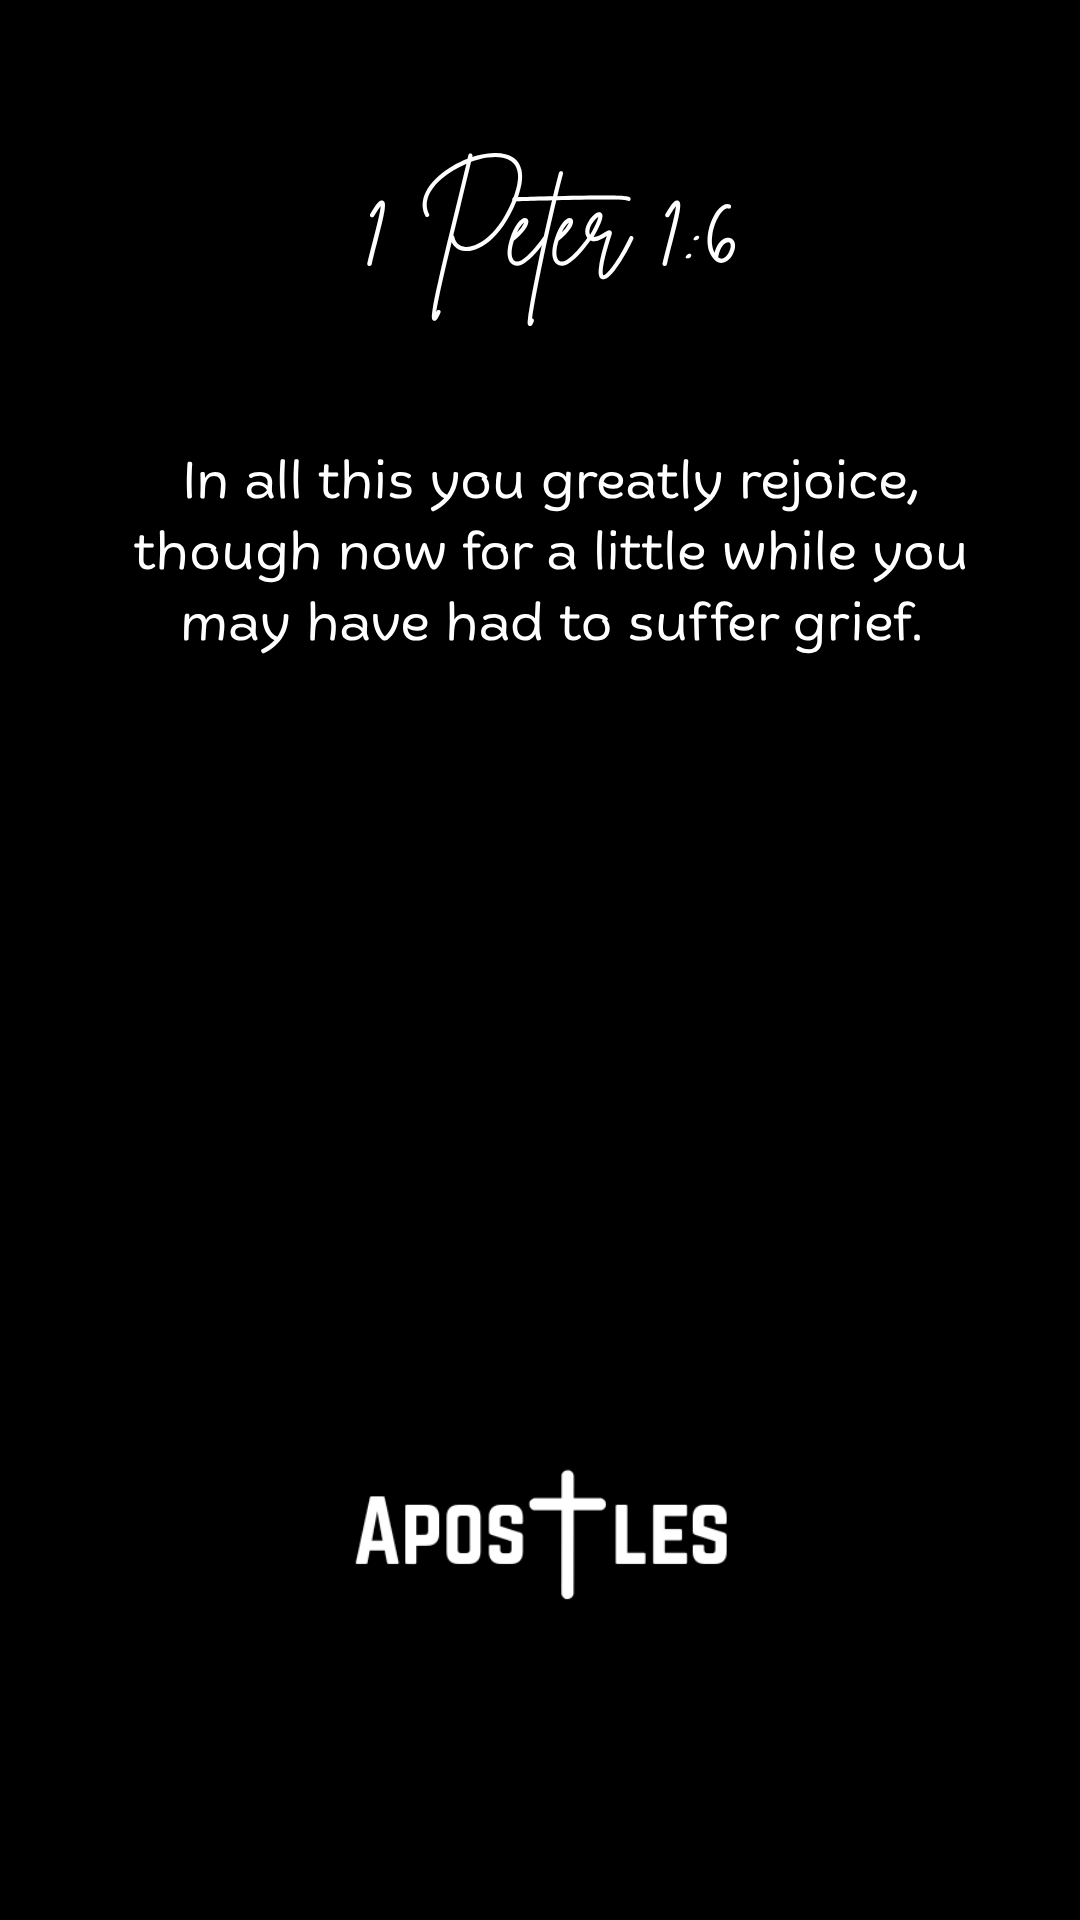 1 Peter 1:6
In all this you greatly rejoice,
though now for a little while you
may have had to suffer grief.
Apostles